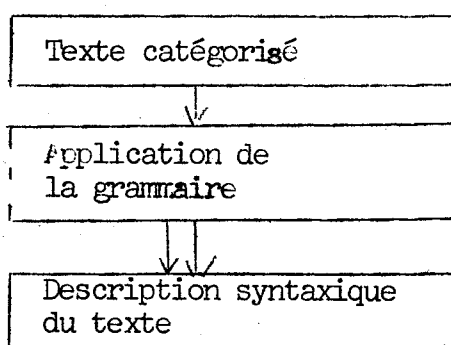 Texte catégorisé
Application de
la grammaire
Description syntaxique
du texte